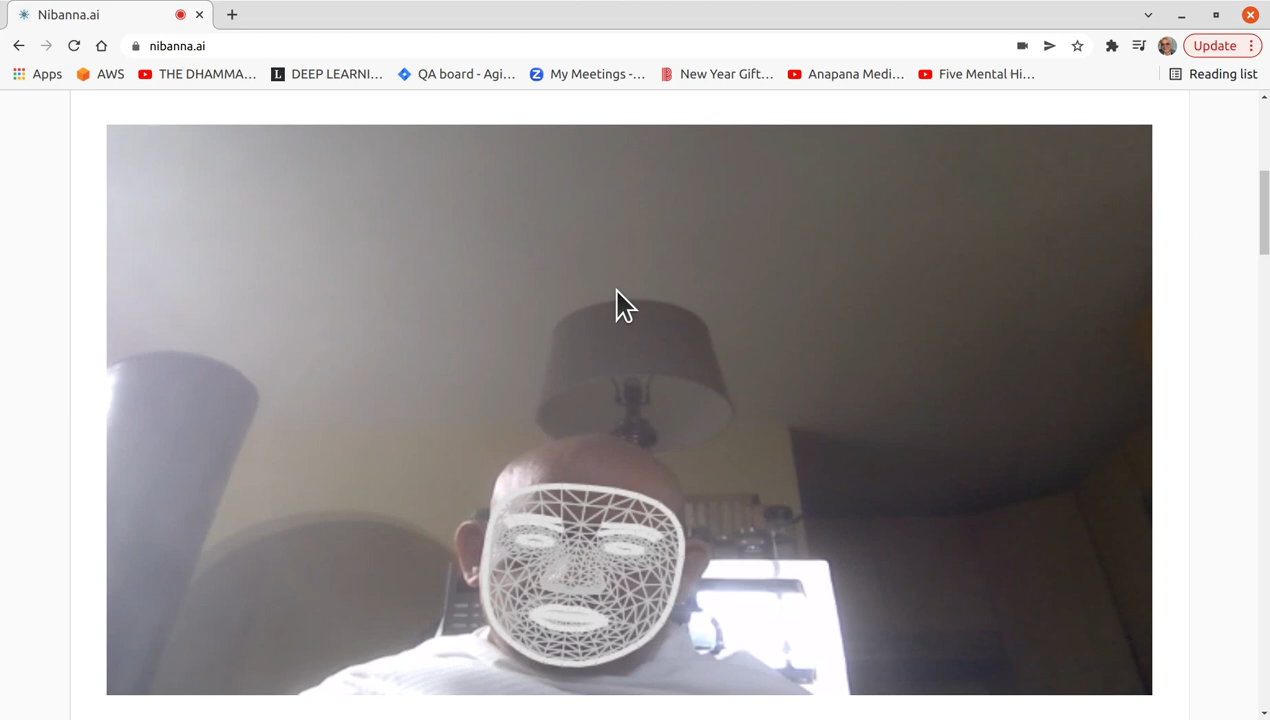 Nibanna.ai
nibanna.ai
Update
Apps
AWS
THE DHAMMA...
DEEP LEARNI...
QA board - Agi...
My Meetings -...
New Year Gift...
Anapana Medi...
Five Mental Hi...
Reading list